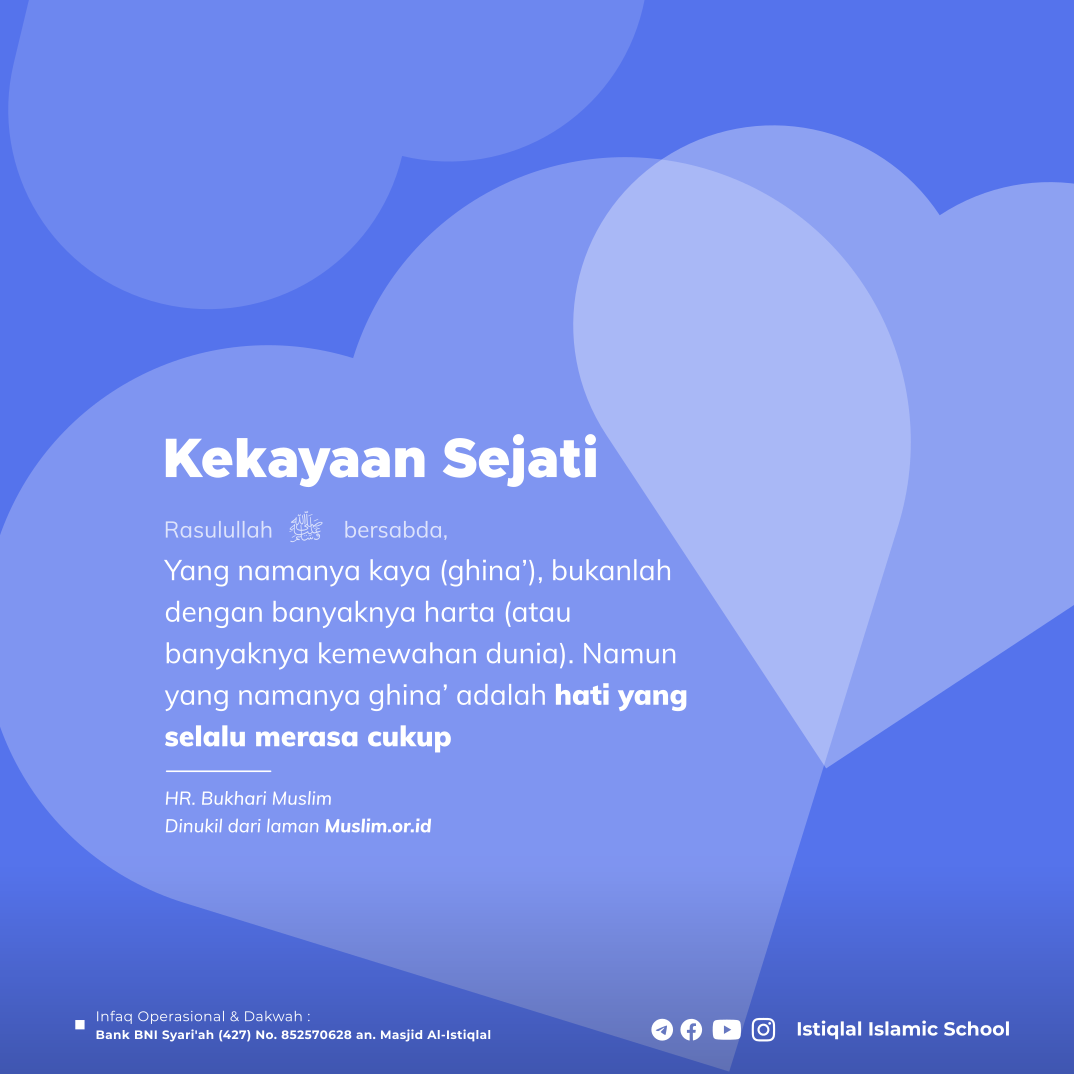 Kekayaan Sejati
Rasulullah ﷺ bersabda,
Yang namanya kaya (ghina’), bukanlah
dengan banyaknya harta (atau
banyaknya kemewahan dunia). Namun
yang namanya ghina’ adalah hati yang
selalu merasa cukup
HR. Bukhari Muslim
Dinukil dari laman Muslim.or.id
Infaq Operasional & Dakwah :
Bank BNI Syari'ah (427) No. 852570628 an. Masjid Al-Istiqlal
Istiqlal Islamic School